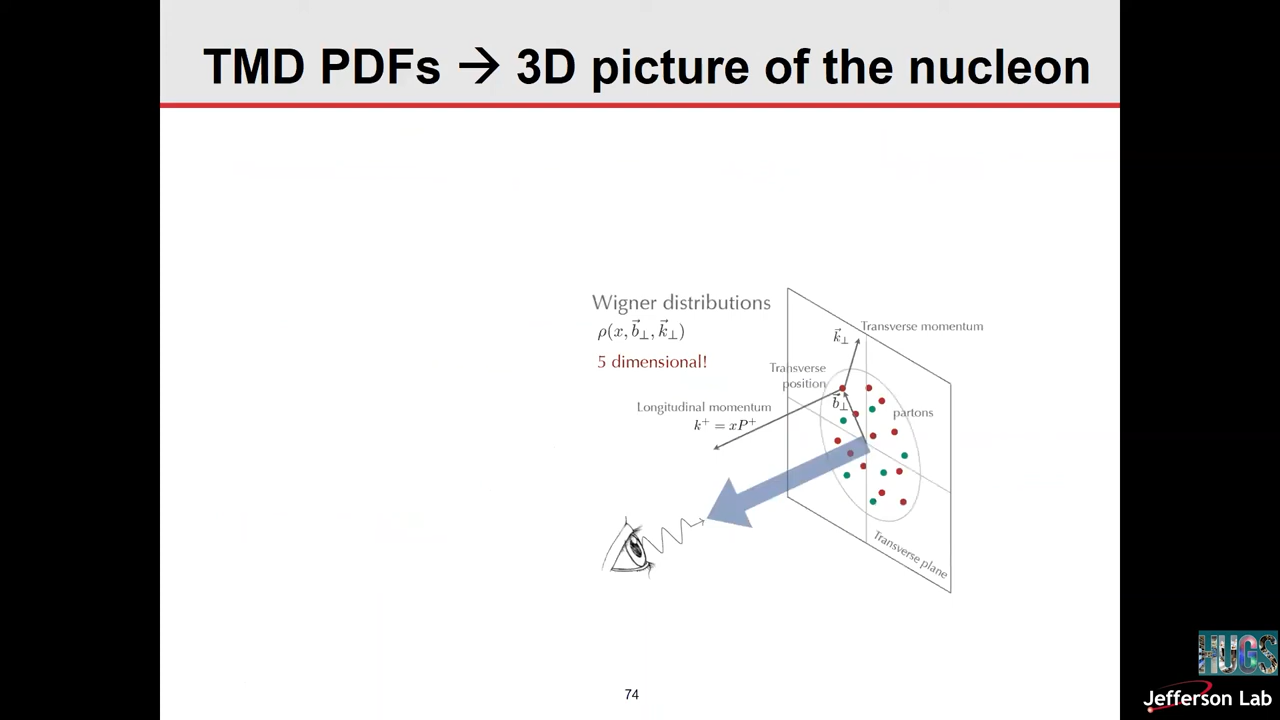 TMD PDFs → 3D picture of the nucleon
Wigner distributions
ρ(x, b⃗⊥, k⃗⊥)
5 dimensional!
Transverse momentum
k⃗⊥
Transverse
position
b⃗⊥
Longitudinal momentum
k⁺ = xP⁺
partons
Transverse plane
74
HUGS
Jefferson Lab